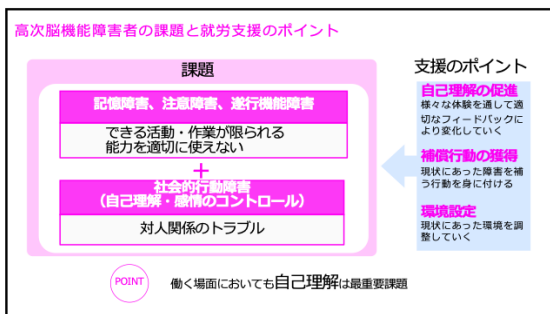 高次脳機能障害者の課題と就労支援のポイント
課題
記憶障害、注意障害、遂行機能障害
できる活動・作業が限られる
能力を適切に使えない
+
社会的行動障害
(自己理解・感情のコントロール)
対人関係のトラブル
支援のポイント
自己理解の促進
様々な体験を通して適
切なフィードバックに
より変化していく
補償行動の獲得
現状にあった障害を補
う行動を身に付ける
環境設定
現状にあった環境を調
整していく
POINT
働く場面においても自己理解は最重要課題